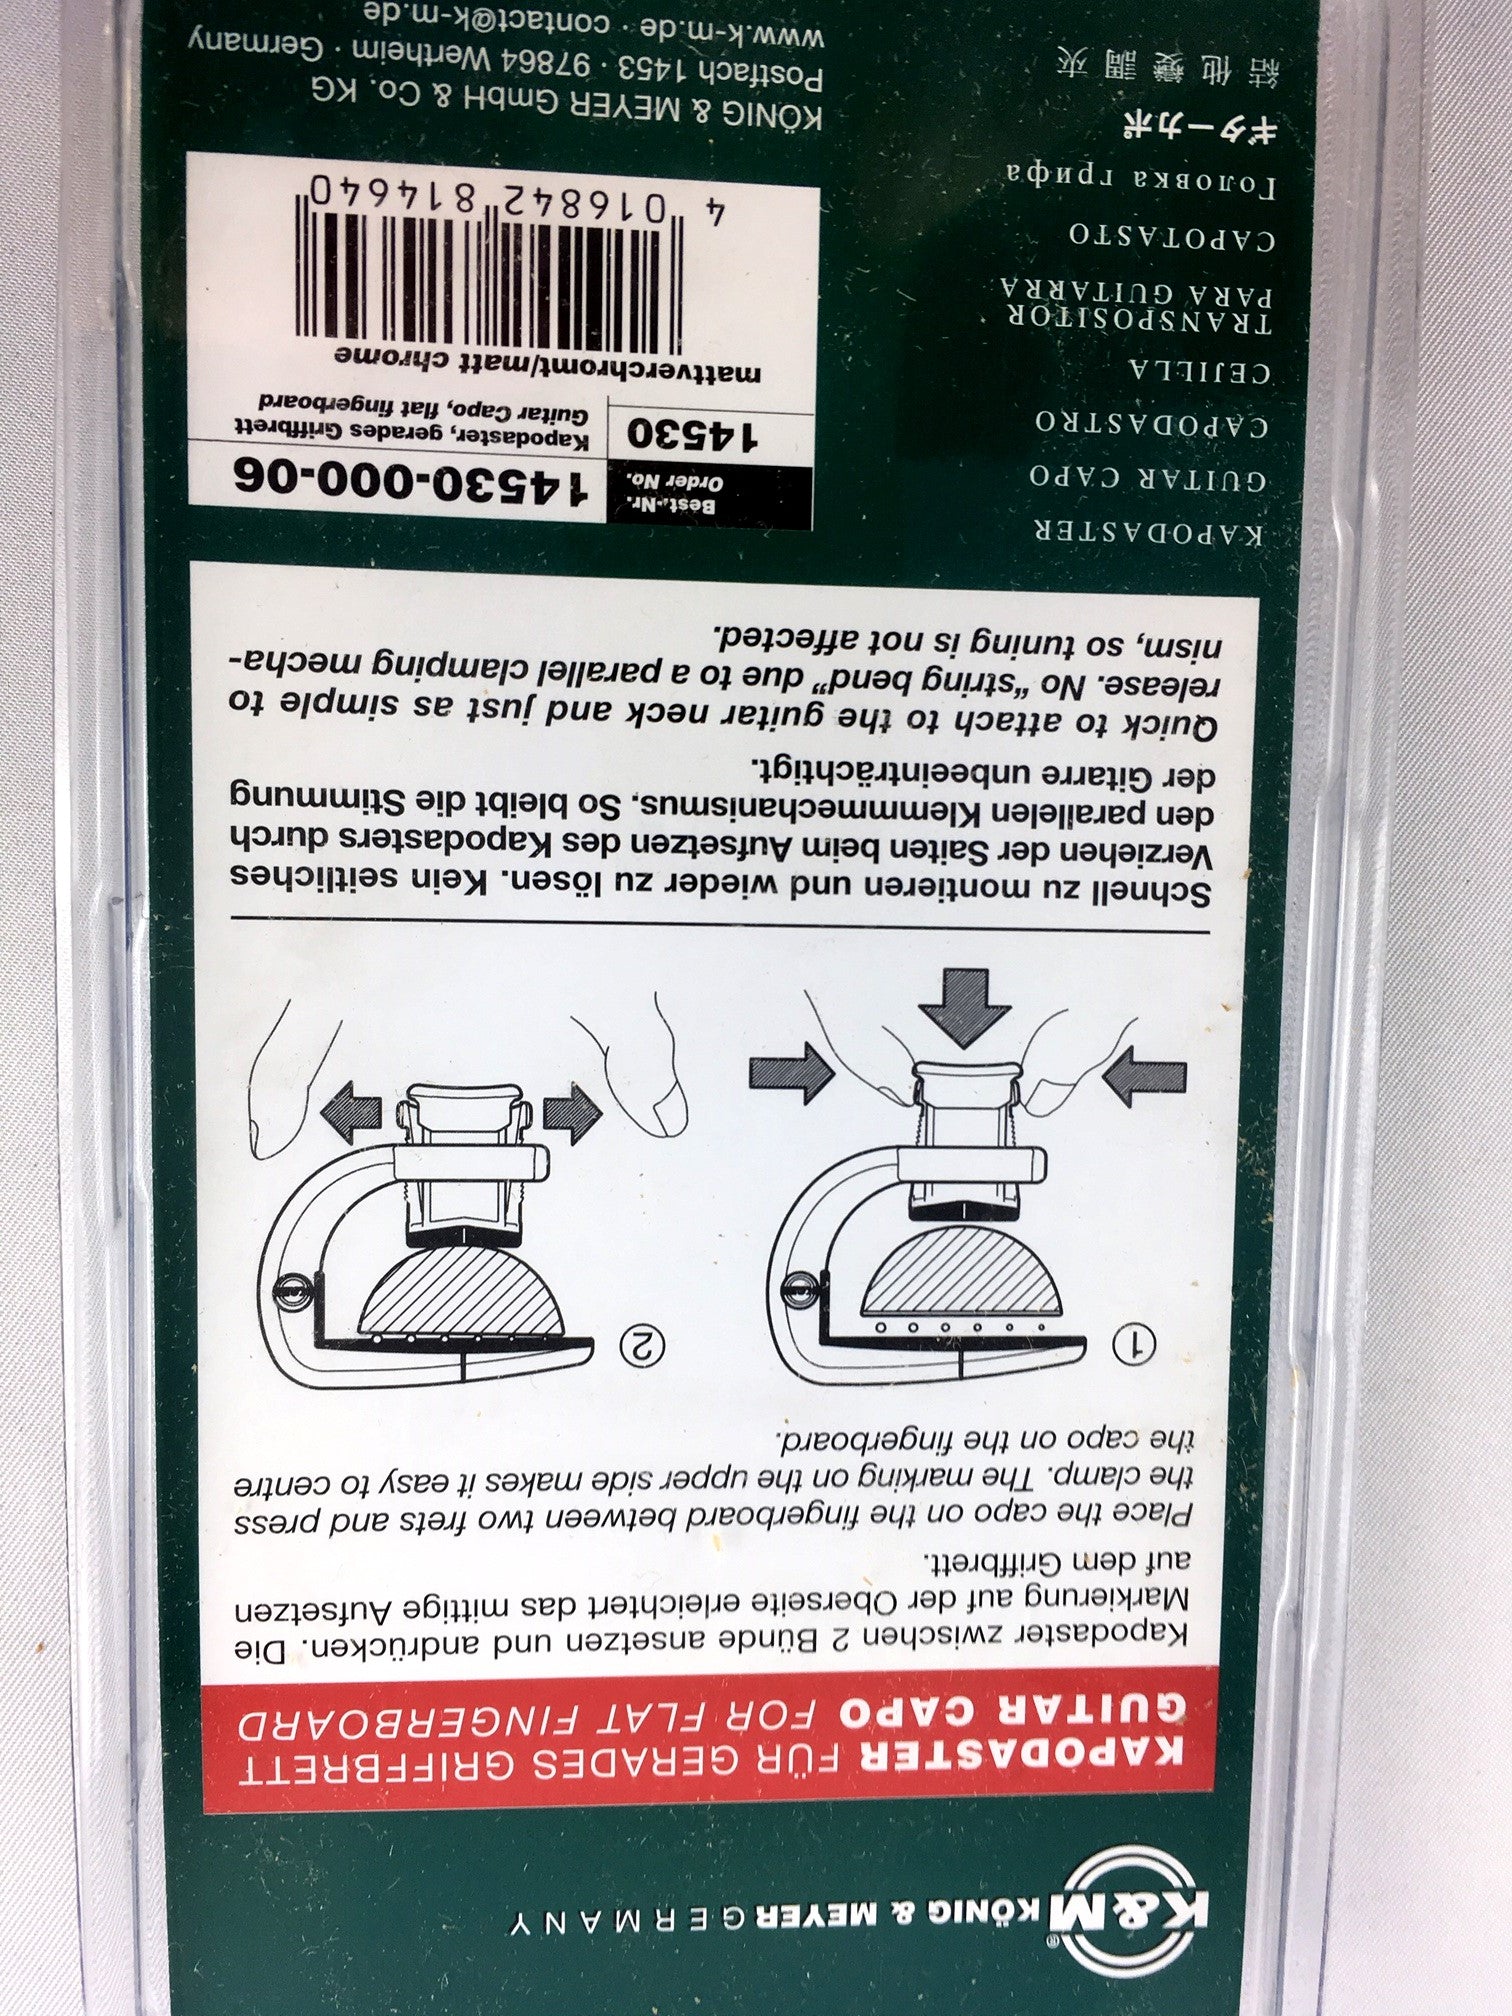 K&M® KÖNIG & MEYER GERMANY
KAPODASTER FÜR GERADES GRIFFBRETT
GUITAR CAPO FOR FLAT FINGERBOARD
Kapodaster zwischen 2 Bünde ansetzen und andrücken. Die
Markierung auf der Oberseite erleichtert das mittige Aufsetzen
auf dem Griffbrett.
Place the capo on the fingerboard between two frets and press
the clamp. The marking on the upper side makes it easy to centre
the capo on the fingerboard.
1
2
Schnell zu montieren und wieder zu lösen. Kein seitliches
Verziehen der Saiten beim Aufsetzen des Kapodasters durch
den parallelen Klemmmechanismus. So bleibt die Stimmung
der Gitarre unbeeinträchtigt.
Quick to attach to the guitar neck and just as simple to
release. No “string bend” due to a parallel clamping mecha-
nism, so tuning is not affected.
KAPODASTER
GUITAR CAPO
CAPODASTRO
CEJILLA
TRANSPOSITOR
PARA GUITARRA
CAPOTASTO
Головка грифа
ギターカポ
結他變調夾
Best.-Nr.
Order No.
14530-000-06
14530
Kapodaster, gerades Griffbrett
Guitar Capo, flat fingerboard
mattverchromt/matt chrome
4 016842 814640
KÖNIG & MEYER GmbH & Co. KG
Postfach 1453 · 97864 Wertheim · Germany
www.k-m.de · contact@k-m.de